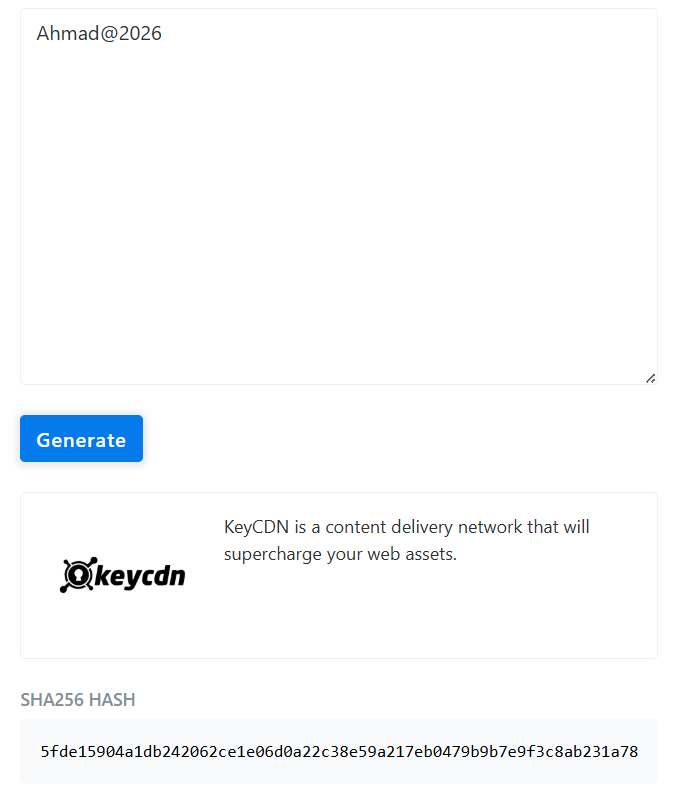 Ahmad@2026
Generate
KeyCDN is a content delivery network that will
supercharge your web assets.
keycdn
SHA256 HASH
5fde15904a1db242062ce1e06d0a22c38e59a217eb0479b9b7e9f3c8ab231a78